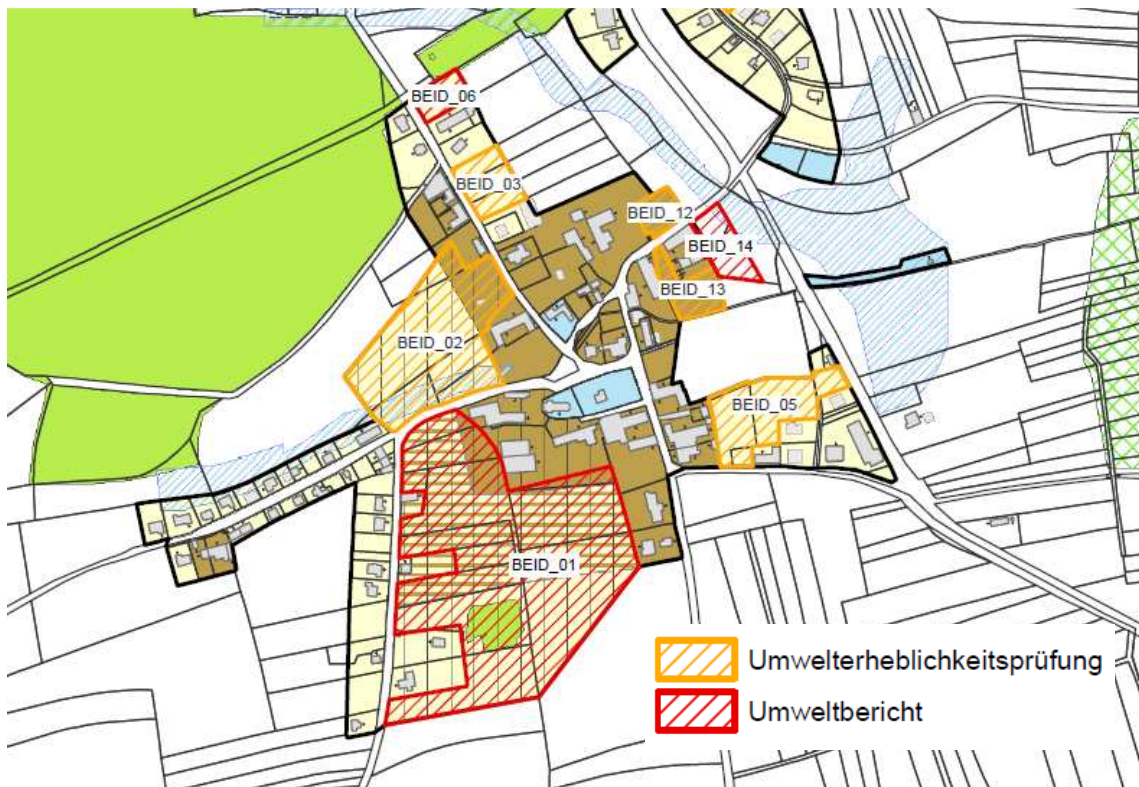 BEID_06
BEID_03
BEID_12
BEID_14
BEID_13
BEID_02
BEID_05
BEID_01
Umwelterheblichkeitsprüfung
Umweltbericht